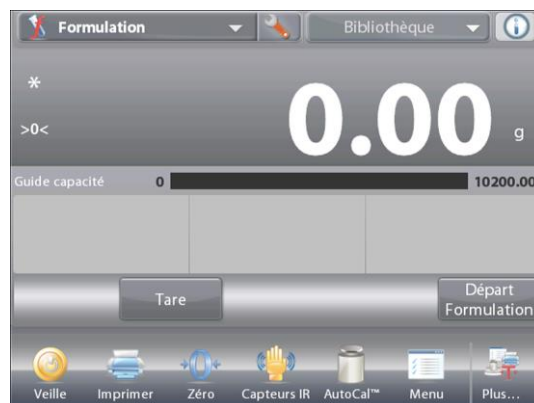 Formulation Bibliothèque
*
>0< 0.00 g
Guide capacité 0 10200.00
Tare Départ Formulation
Veille Imprimer Zéro Capteurs IR AutoCal™ Menu Plus...